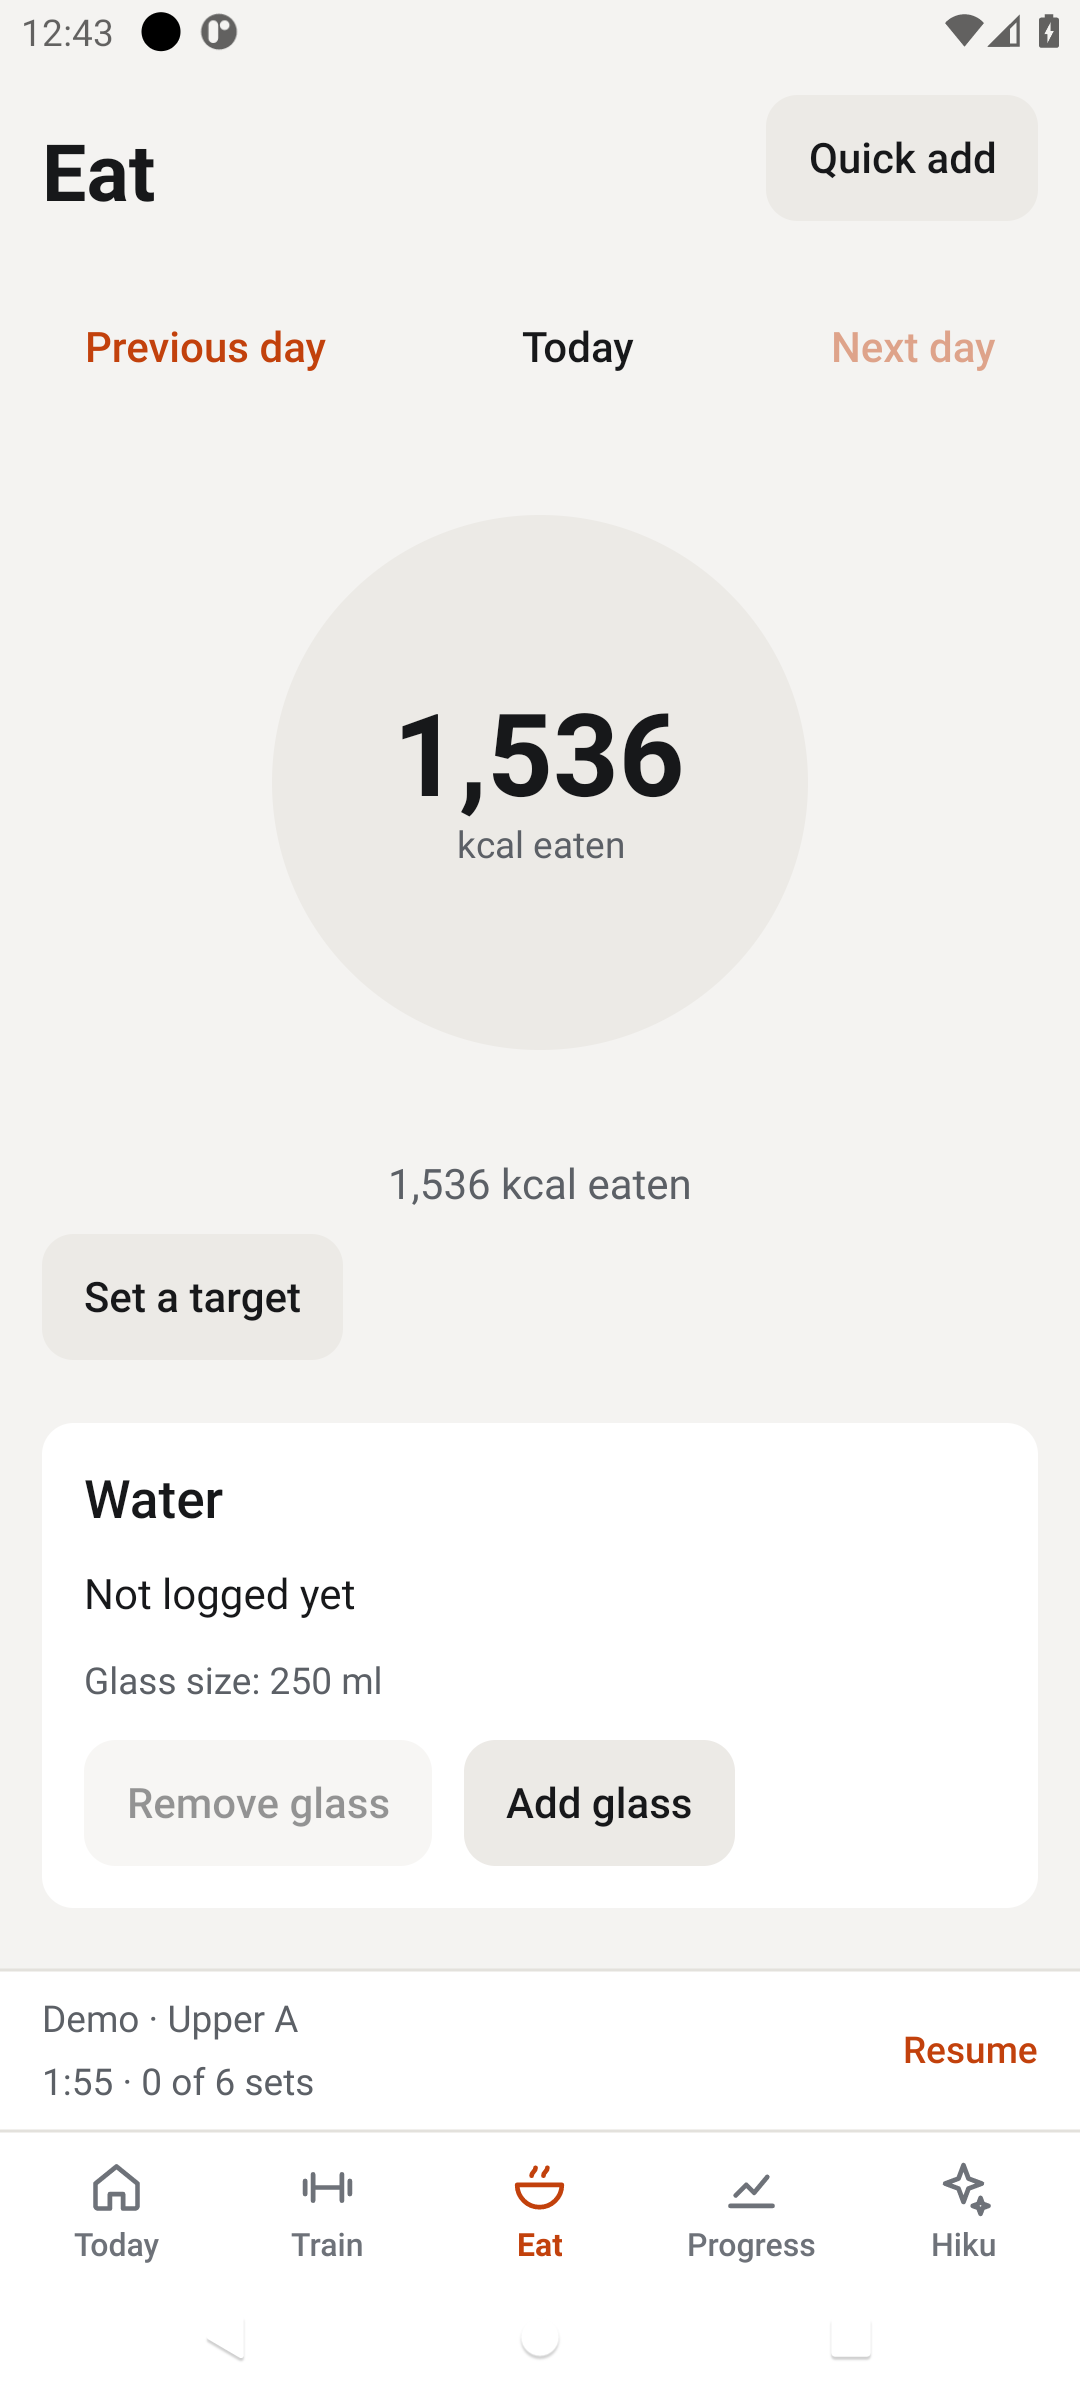 12:43
Eat
Quick add
Previous day
Today
Next day
1,536
kcal eaten
1,536 kcal eaten
Set a target
Water
Not logged yet
Glass size: 250 ml
Remove glass
Add glass
Demo · Upper A
1:55 · 0 of 6 sets
Resume
Today
Train
Eat
Progress
Hiku